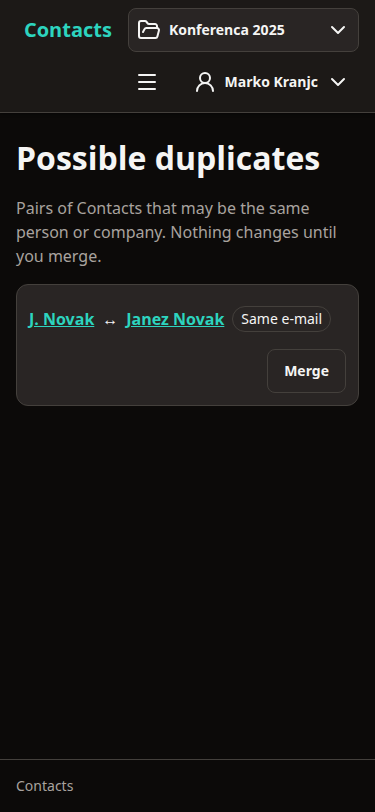 Contacts
Konferenca 2025
Marko Kranjc
Possible duplicates
Pairs of Contacts that may be the same
person or company. Nothing changes until
you merge.
J. Novak ↔ Janez Novak Same e-mail
Merge
Contacts